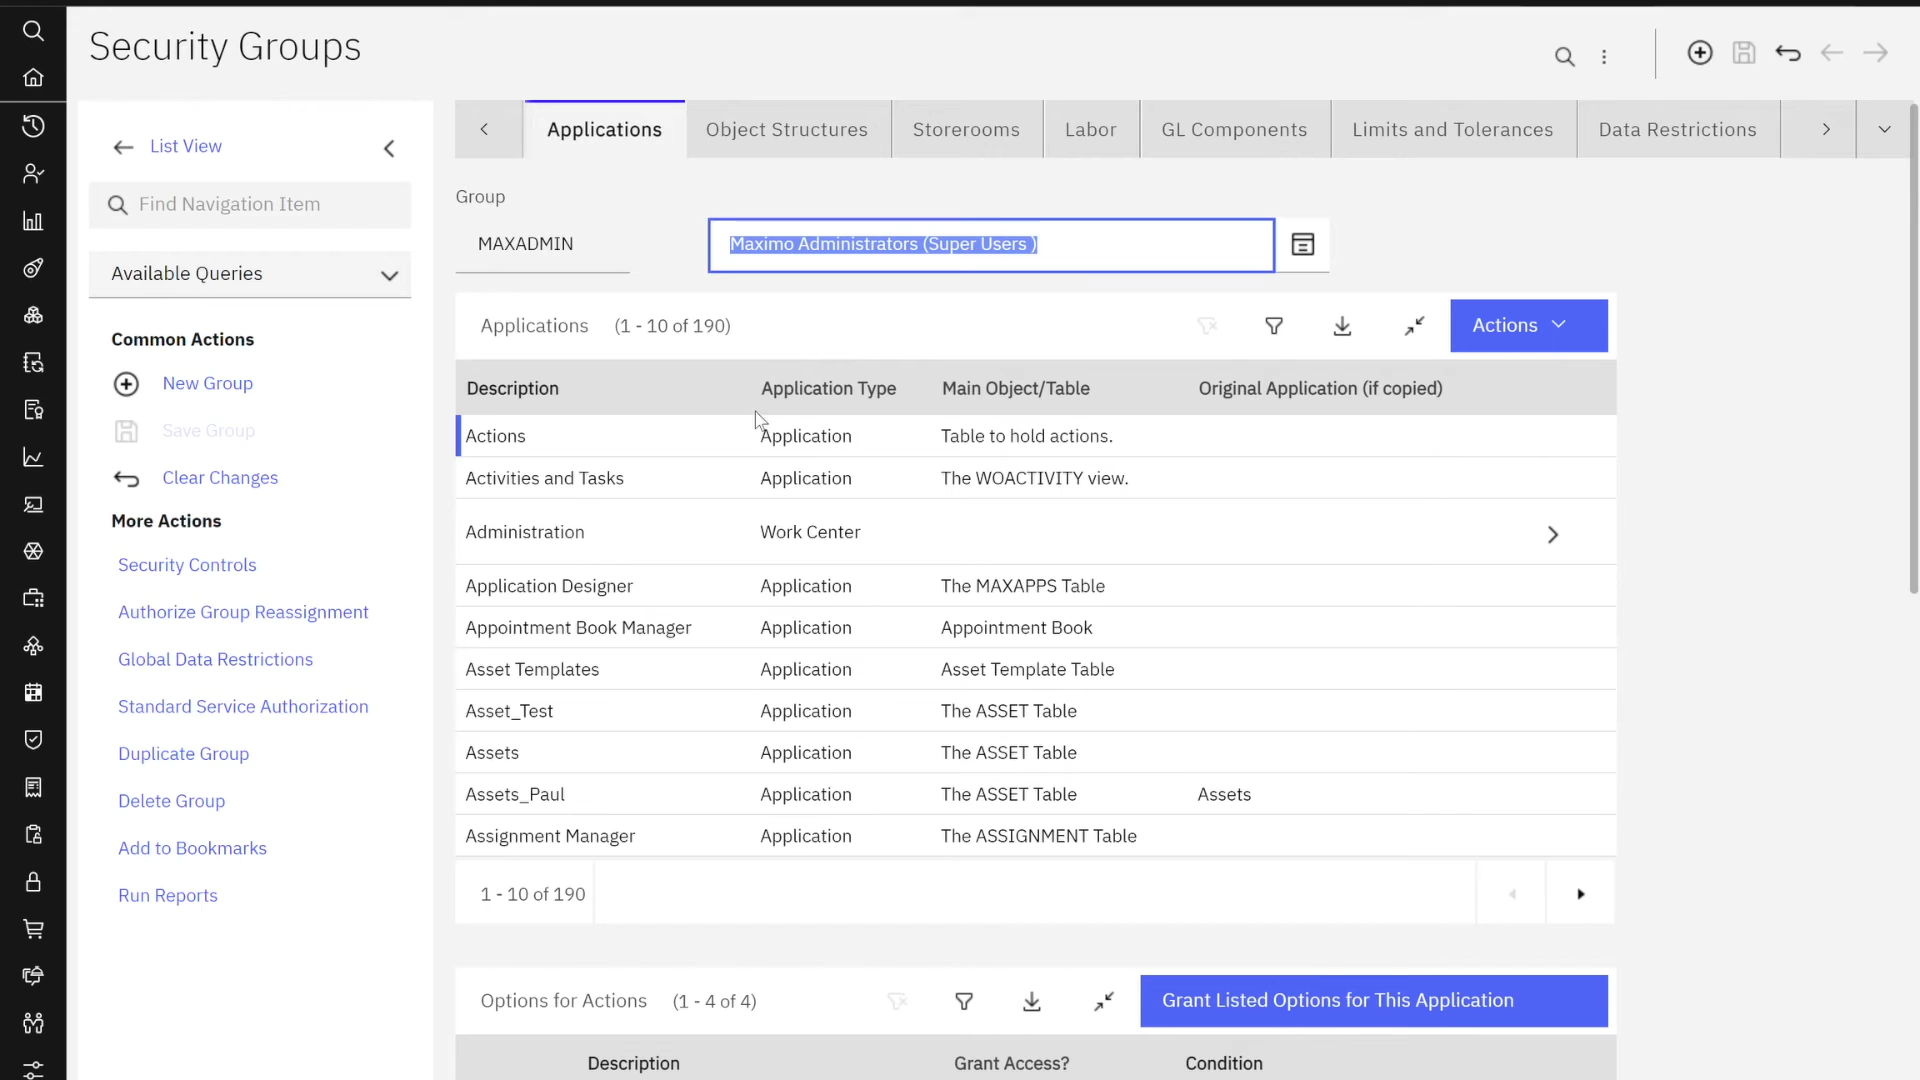 Security Groups
List View
Find Navigation Item
Available Queries
Common Actions
New Group
Save Group
Clear Changes
More Actions
Security Controls
Authorize Group Reassignment
Global Data Restrictions
Standard Service Authorization
Duplicate Group
Delete Group
Add to Bookmarks
Run Reports
Applications Object Structures Storerooms Labor GL Components Limits and Tolerances Data Restrictions
Group
MAXADMIN Maximo Administrators (Super Users )
Applications (1 - 10 of 190) Actions
Description Application Type Main Object/Table Original Application (if copied)
Actions Application Table to hold actions.
Activities and Tasks Application The WOACTIVITY view.
Administration Work Center
Application Designer Application The MAXAPPS Table
Appointment Book Manager Application Appointment Book
Asset Templates Application Asset Template Table
Asset_Test Application The ASSET Table
Assets Application The ASSET Table
Assets_Paul Application The ASSET Table Assets
Assignment Manager Application The ASSIGNMENT Table
1 - 10 of 190
Options for Actions (1 - 4 of 4) Grant Listed Options for This Application
Description Grant Access? Condition